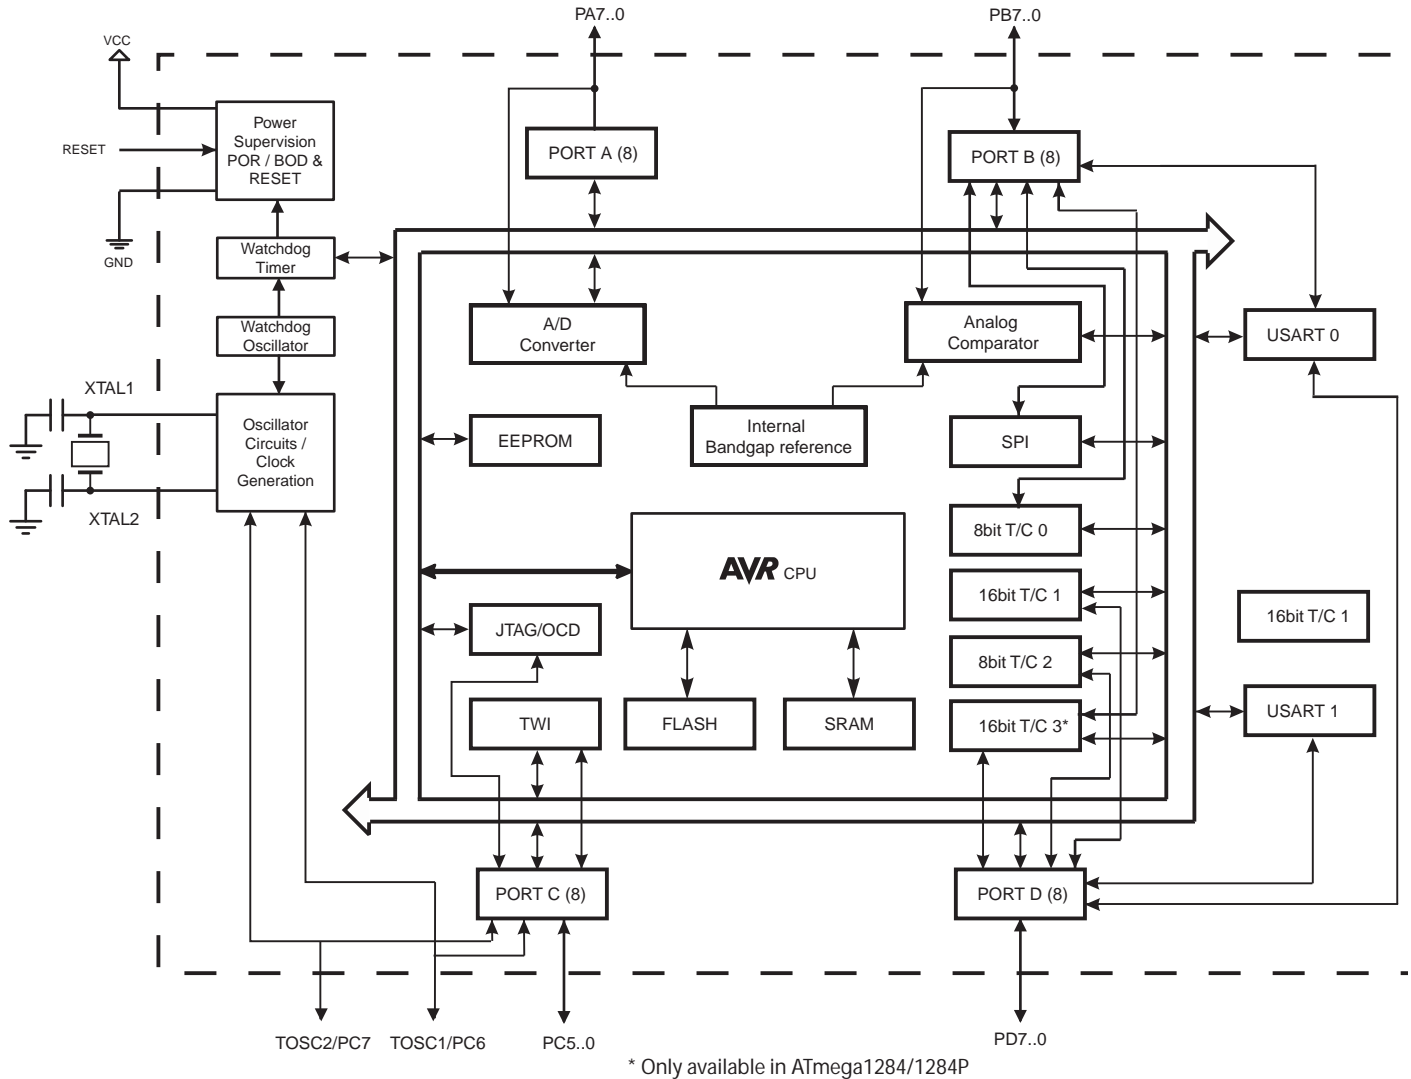 PA7..0
PB7..0
VCC
Power
Supervision
POR / BOD &
RESET
RESET
PORT A (8)
PORT B (8)
GND
Watchdog
Timer
Watchdog
Oscillator
A/D
Converter
Analog
Comparator
USART 0
XTAL1
Oscillator
Circuits /
Clock
Generation
XTAL2
EEPROM
Internal
Bandgap reference
SPI
8bit T/C 0
AVR CPU
16bit T/C 1
16bit T/C 1
JTAG/OCD
8bit T/C 2
TWI
FLASH
SRAM
16bit T/C 3*
USART 1
PORT C (8)
PORT D (8)
TOSC2/PC7
TOSC1/PC6
PC5..0
PD7..0
* Only available in ATmega1284/1284P